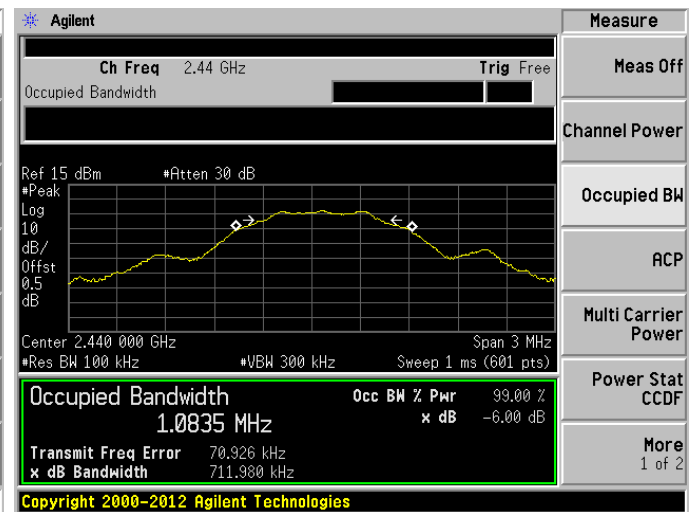 Agilent
Measure
Ch Freq 2.44 GHz Trig Free
Occupied Bandwidth
Meas Off
Channel Power
Occupied BW
ACP
Multi Carrier
Power
Power Stat
CCDF
More
1 of 2
Ref 15 dBm #Atten 30 dB
#Peak
Log
10
dB/
Offst
0.5
dB
Center 2.440 000 GHz Span 3 MHz
#Res BW 100 kHz #VBW 300 kHz Sweep 1 ms (601 pts)
Occupied Bandwidth Occ BW % Pwr 99.00 %
1.0835 MHz x dB -6.00 dB
Transmit Freq Error 70.926 kHz
x dB Bandwidth 711.980 kHz
Copyright 2000-2012 Agilent Technologies